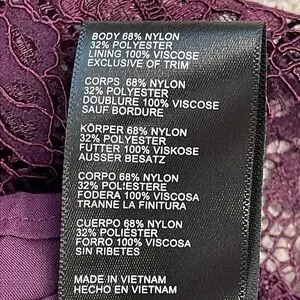 BODY 68% NYLON
32% POLYESTER
LINING 100% VISCOSE
EXCLUSIVE OF TRIM
CORPS 68% NYLON
32% POLYESTER
DOUBLURE 100% VISCOSE
SAUF BORDURE
KÖRPER 68% NYLON
32% POLYESTER
FUTTER 100% VISKOSE
AUSSER BESATZ
CORPO 68% NYLON
32% POLIESTERE
FODERA 100% VISCOSA
TRANNE LA FINITURA
CUERPO 68% NYLON
32% POLIÉSTER
FORRO 100% VISCOSA
SIN RIBETES
MADE IN VIETNAM
HECHO EN VIETNAM